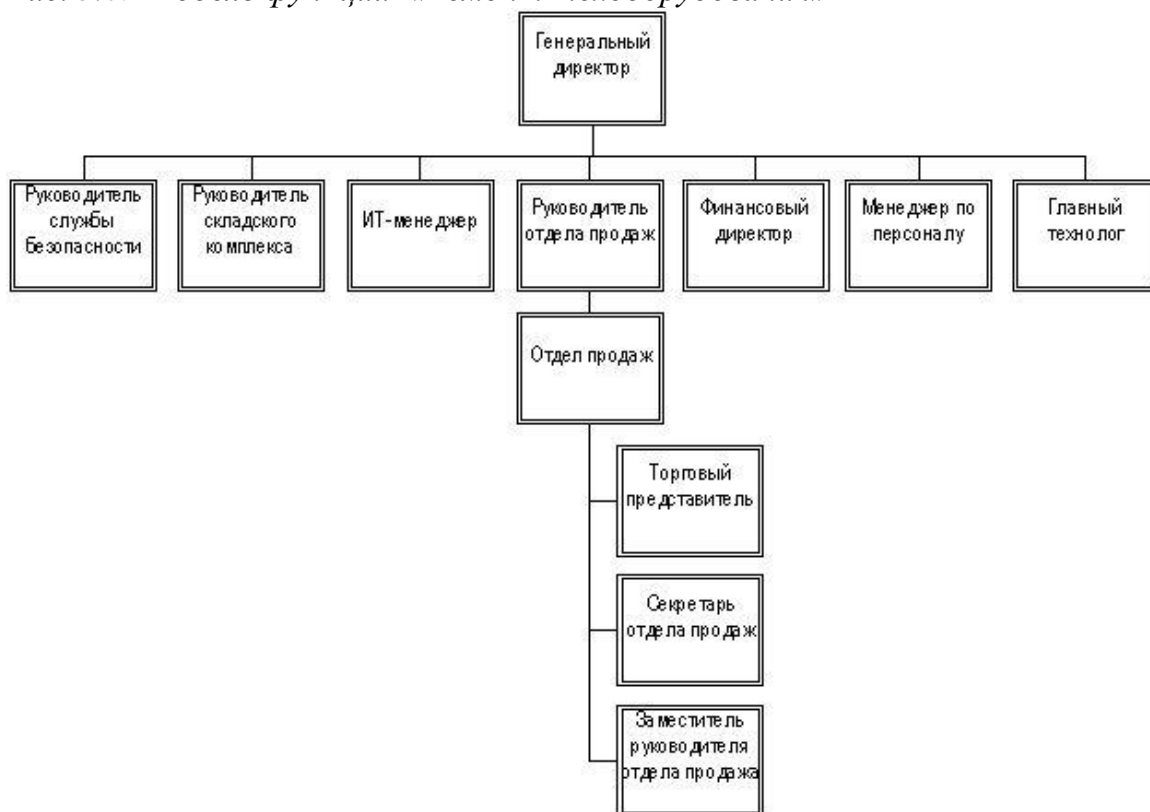 Генеральный
директор
Руководитель
службы
безопасности
Руководитель
складского
комплекса
ИТ-менеджер
Руководитель
отдела продаж
Финансовый
директор
Менеджер по
персоналу
Главный
технолог
Отдел продаж
Торговый
представитель
Секретарь
отдела продаж
Заместитель
руководителя
отдела продажа